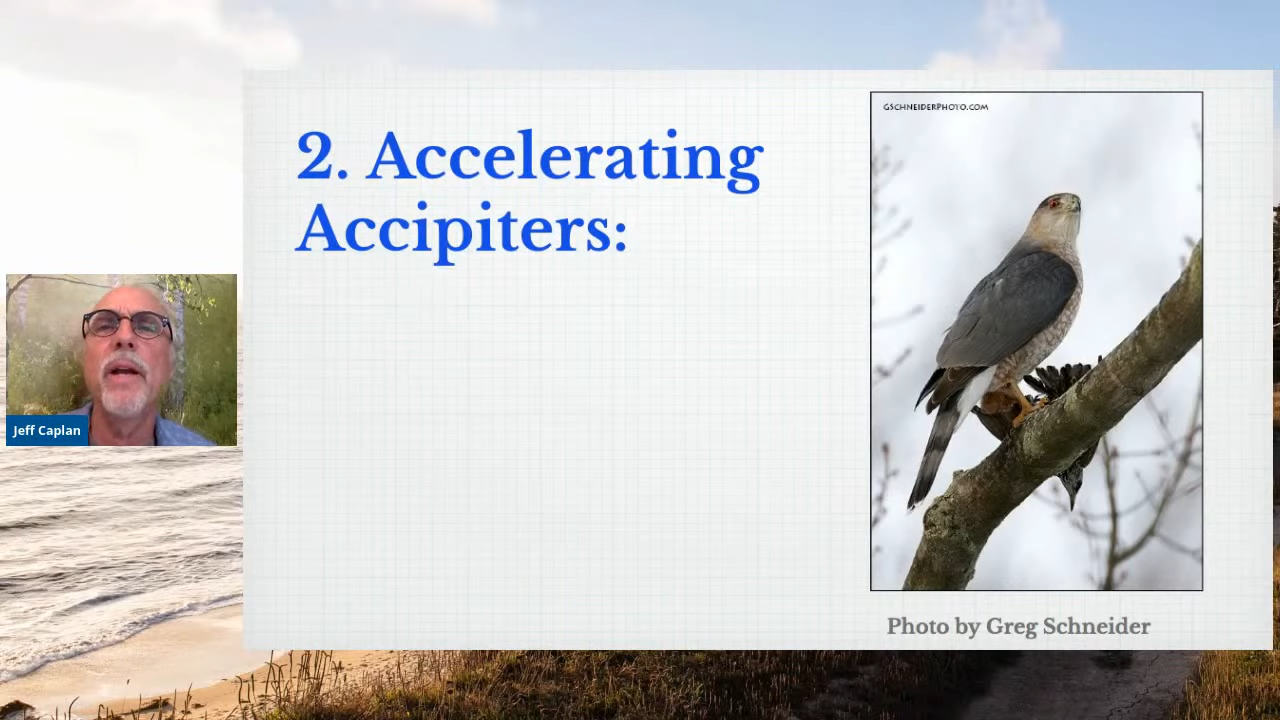 2. Accelerating
Accipiters:
GSCHNEIDERPHOTO.COM
Jeff Caplan
Photo by Greg Schneider